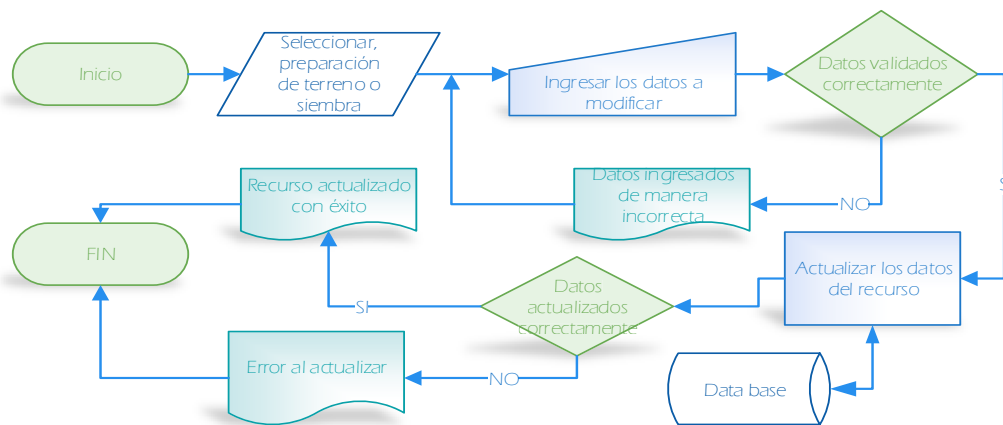 Inicio
Seleccionar,
preparación
de terreno o
siembra
Ingresar los datos a
modificar
Datos validados
correctamente
Recurso actualizado
con éxito
Datos ingresados
de manera
incorrecta
NO
FIN
Actualizar los datos
del recurso
Datos
actualizados
correctamente
SI
Error al actualizar
NO
Data base